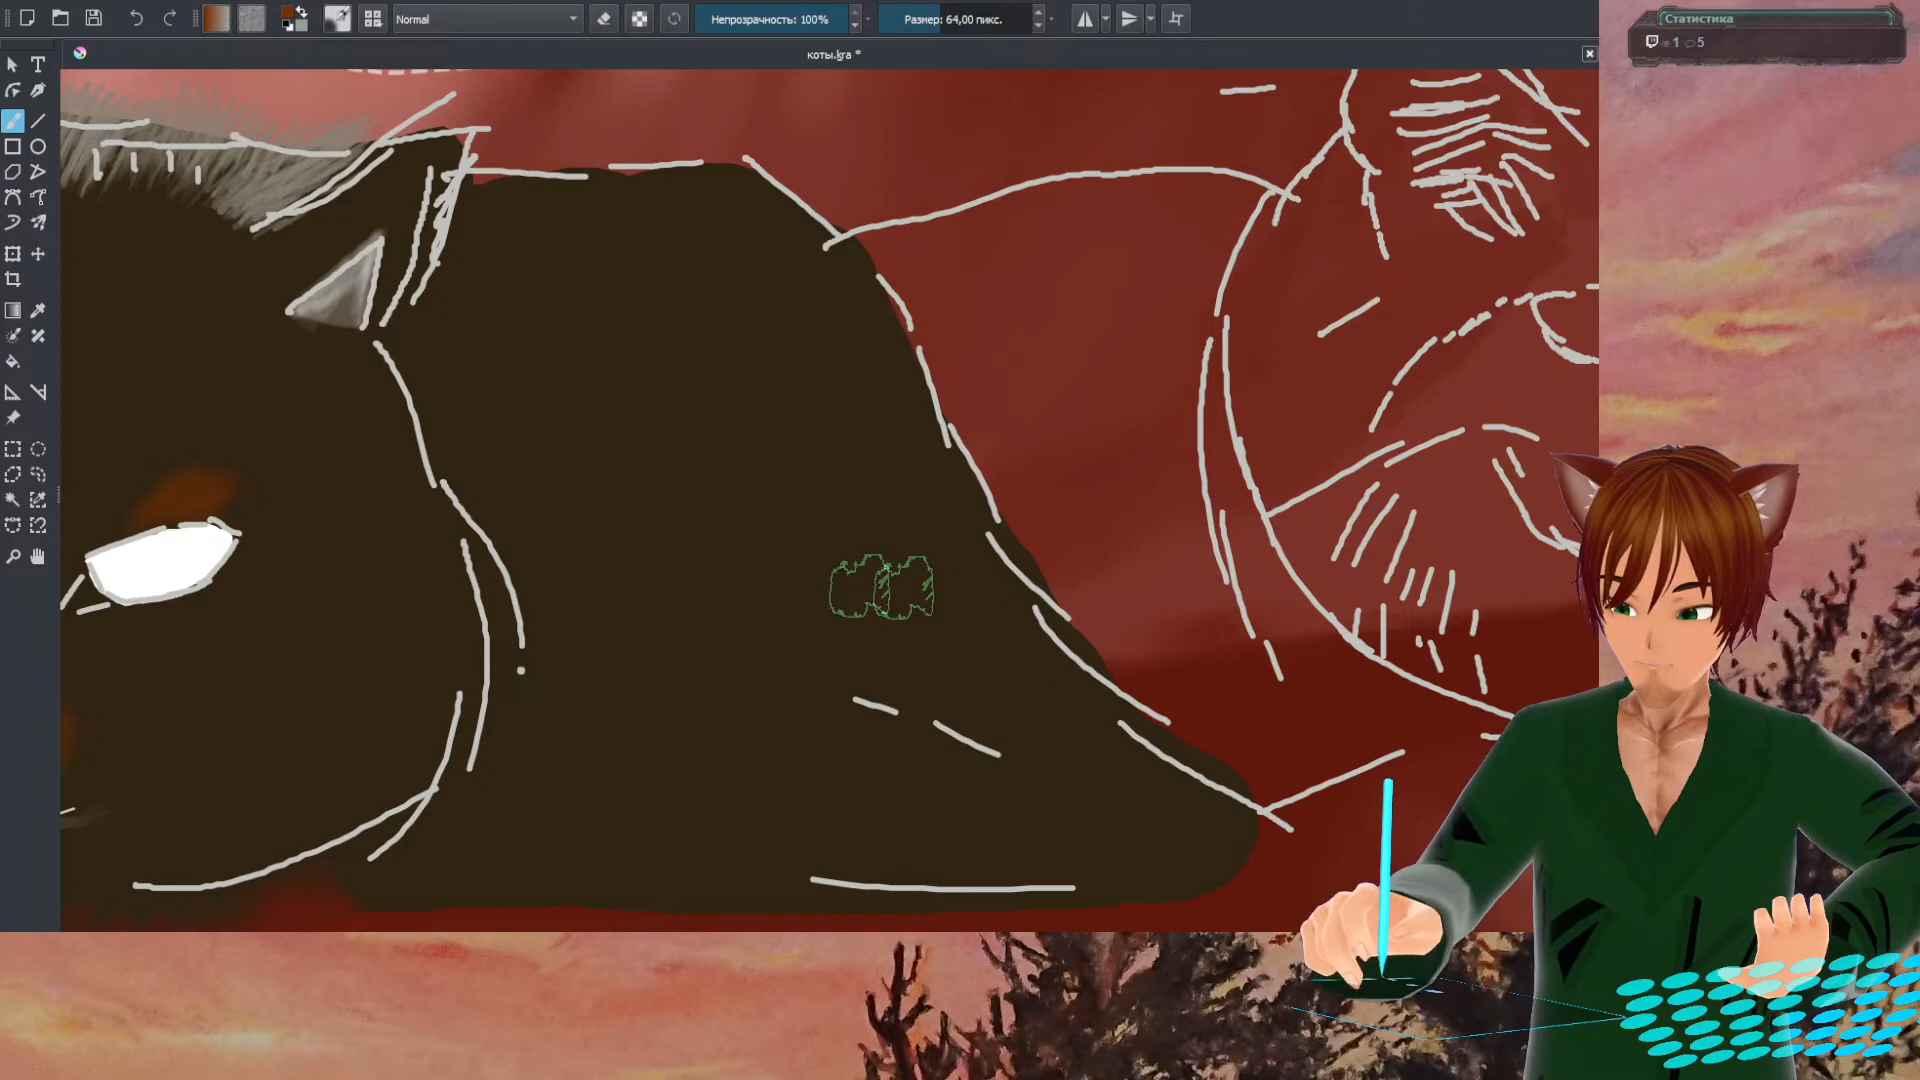 Normal
Непрозрачность: 100%
Размер: 64,00 пикс.
коты.kra *
Статистика
1 5